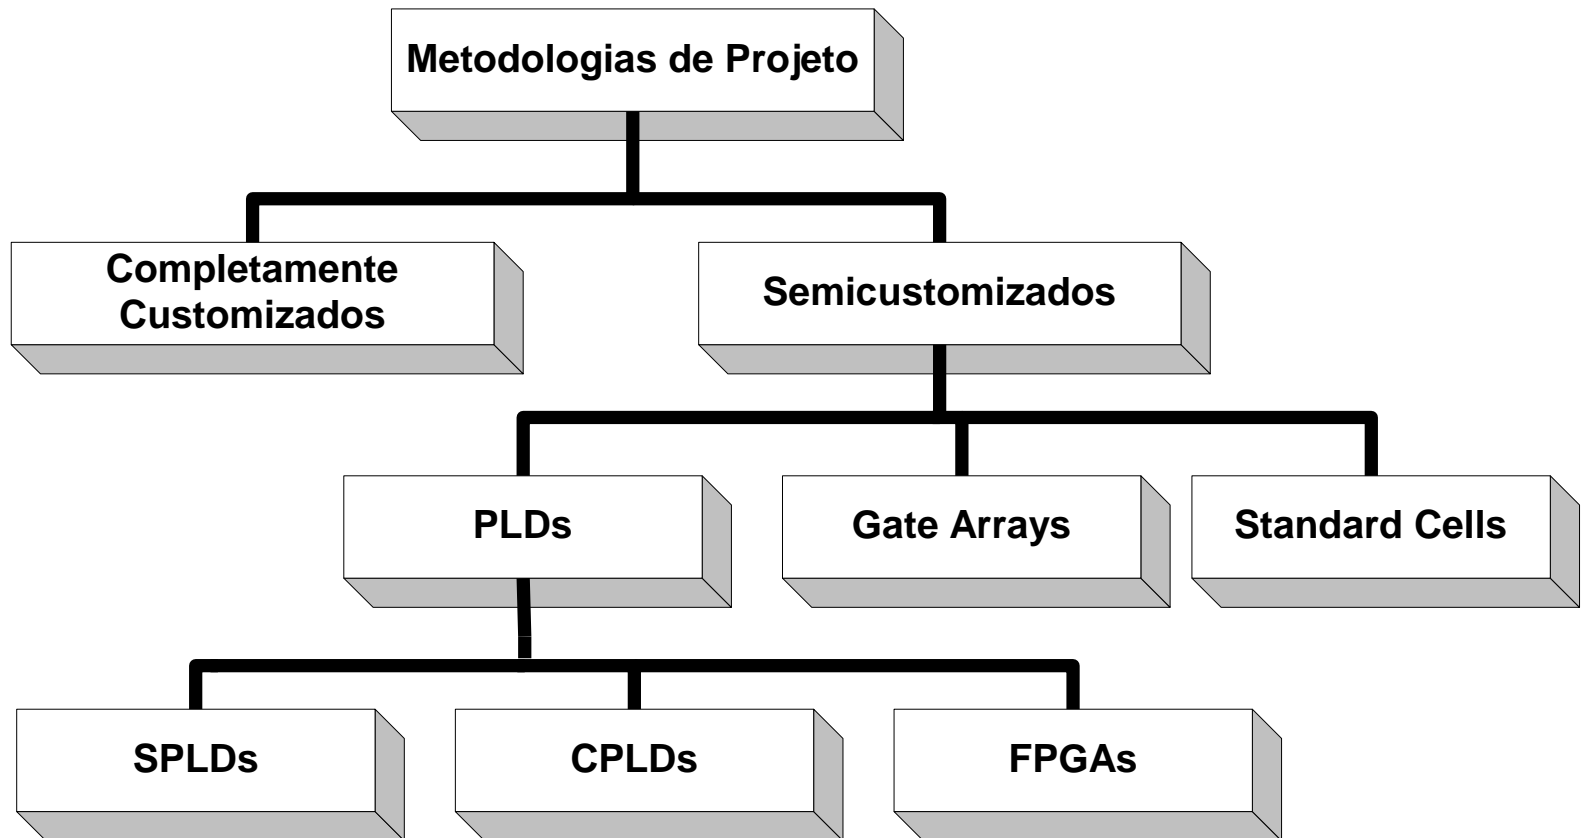 Metodologias de Projeto
Completamente
Customizados
Semicustomizados
PLDs
Gate Arrays
Standard Cells
SPLDs
CPLDs
FPGAs